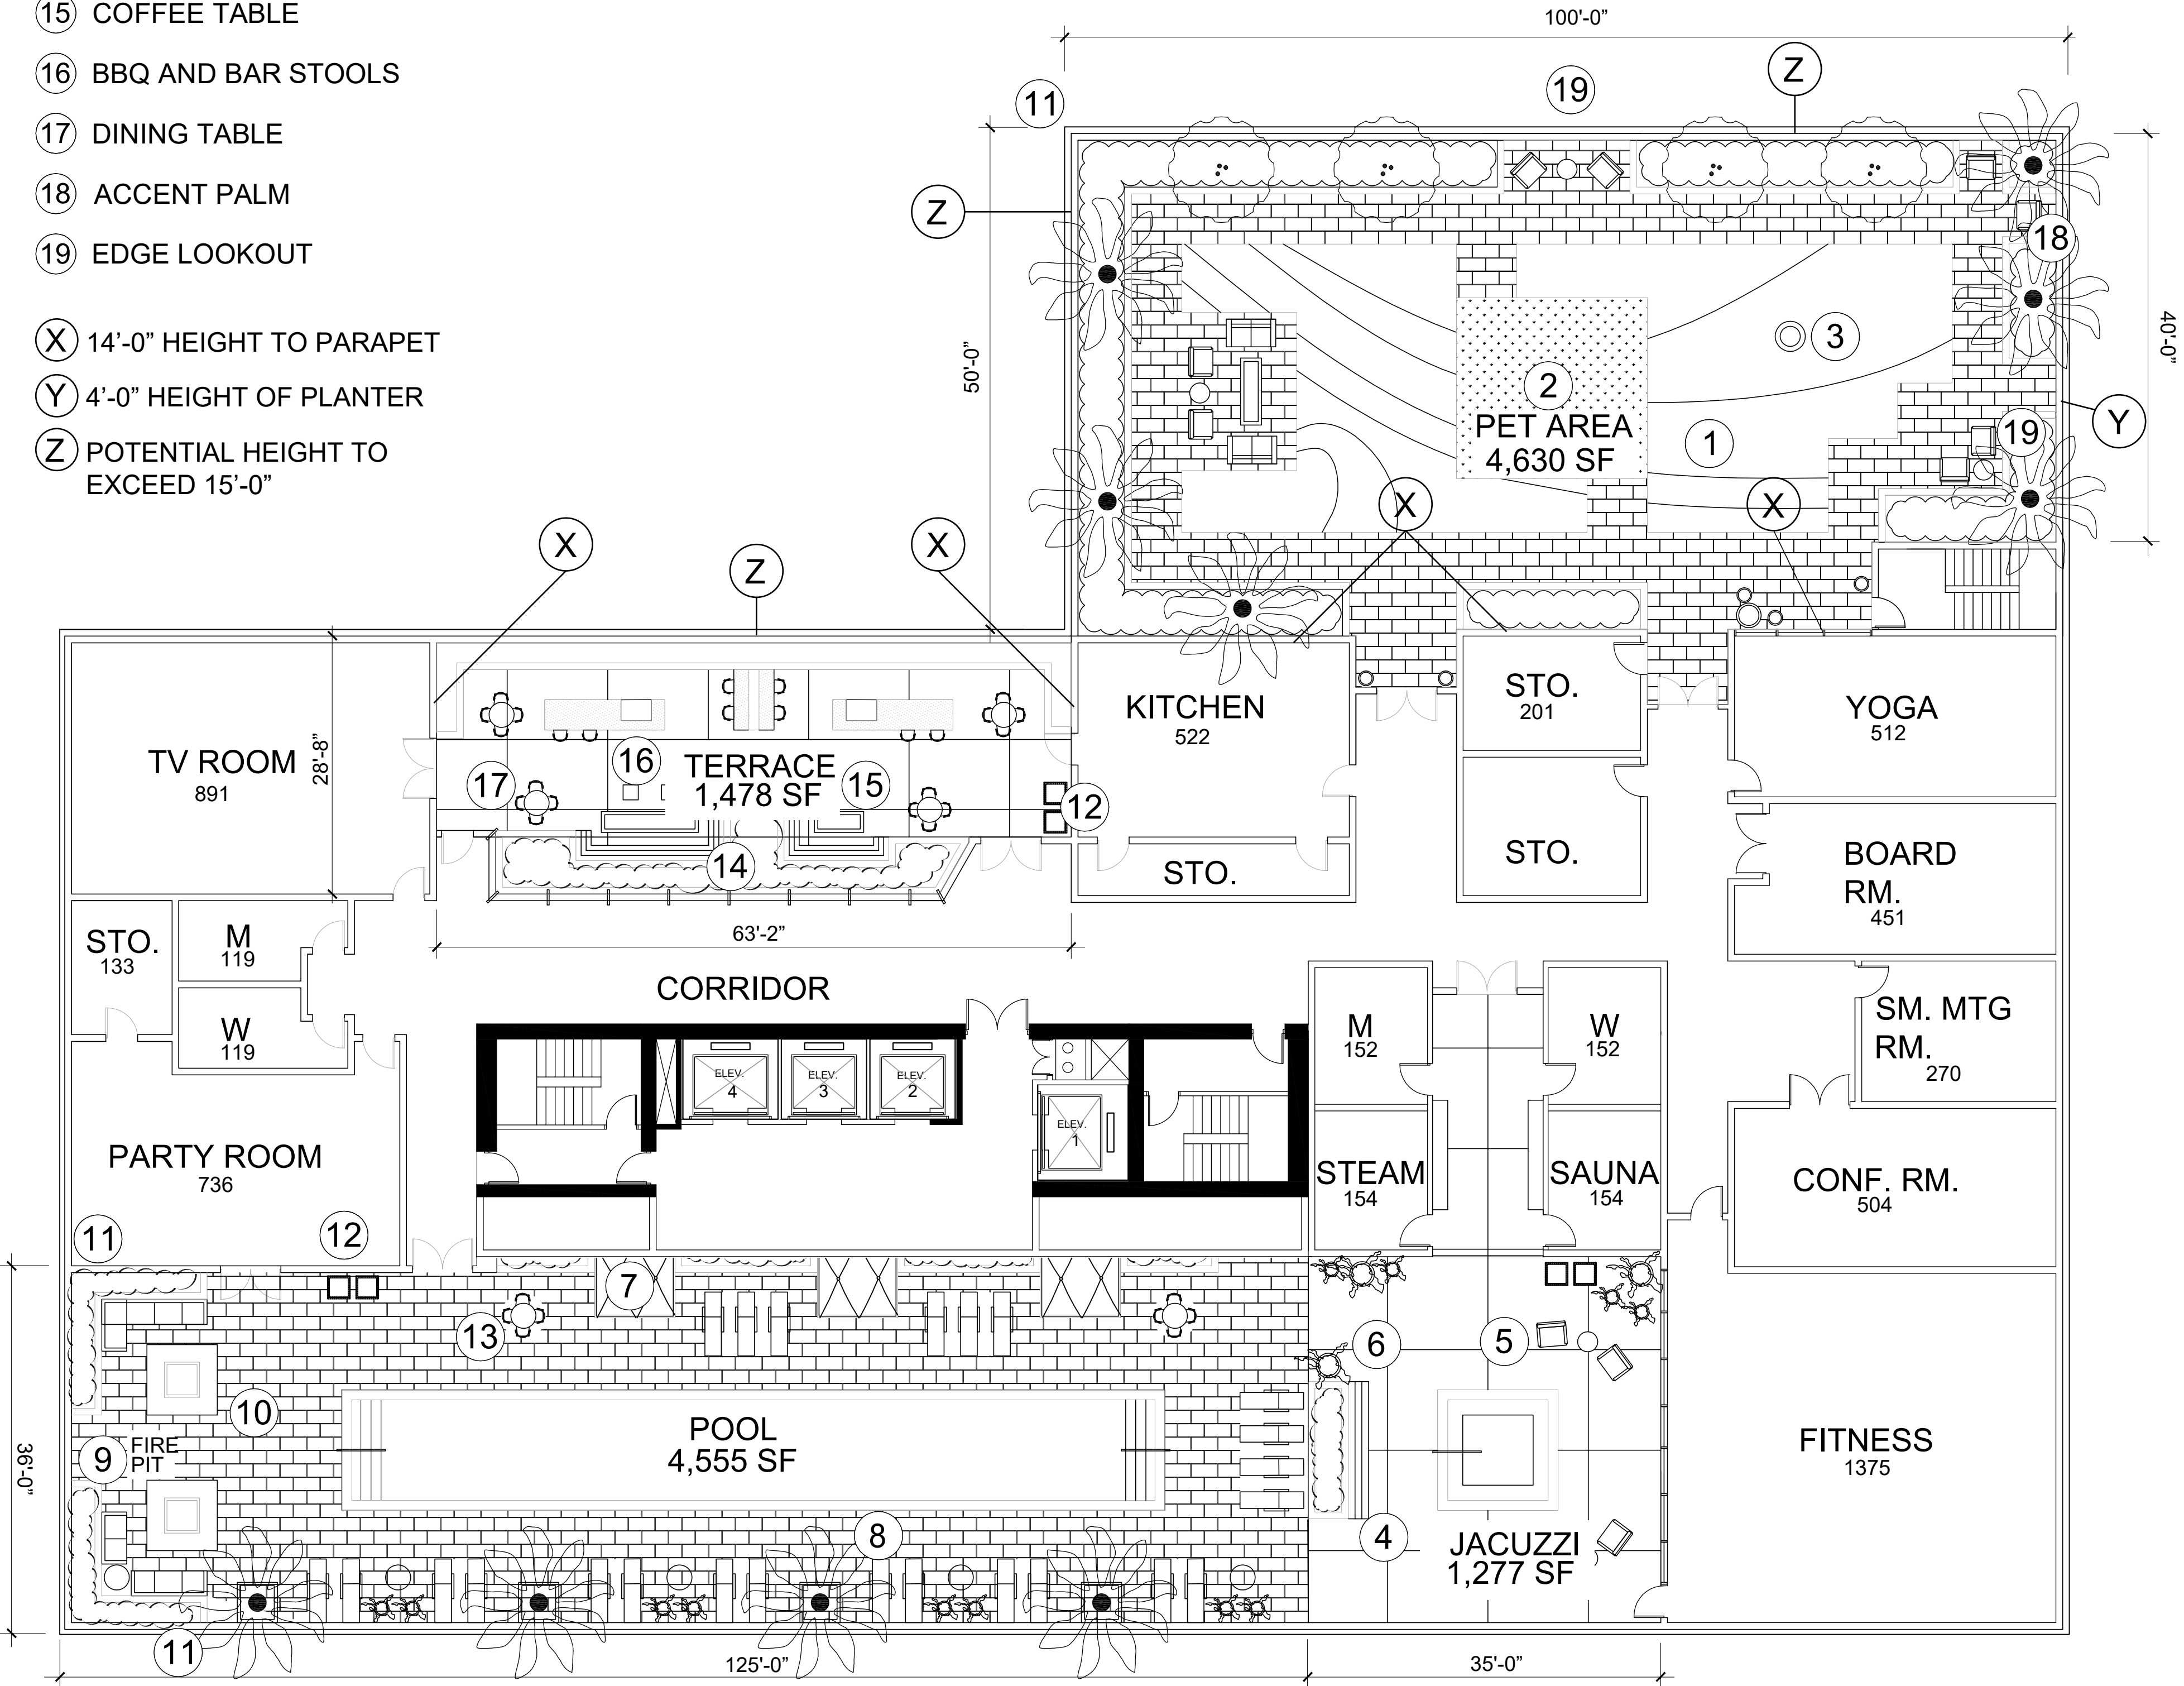 15 COFFEE TABLE
16 BBQ AND BAR STOOLS
17 DINING TABLE
18 ACCENT PALM
19 EDGE LOOKOUT
X 14’-0” HEIGHT TO PARAPET
Y 4’-0” HEIGHT OF PLANTER
Z POTENTIAL HEIGHT TO
EXCEED 15’-0”
100'-0”
11
19
Z
Z
18
50'-0”
40'-0”
3
2
PET AREA
4,630 SF
1
19
Y
X
X
X
Z
X
TV ROOM
891
28'-8”
16
17
TERRACE
1,478 SF
15
12
14
63'-2”
KITCHEN
522
STO.
STO.
201
STO.
YOGA
512
BOARD
RM.
451
STO.
133
M
119
W
119
CORRIDOR
ELEV.
4
ELEV.
3
ELEV.
2
ELEV.
1
M
152
W
152
SM. MTG
RM.
270
PARTY ROOM
736
11
12
STEAM
154
SAUNA
154
CONF. RM.
504
7
13
10
9
FIRE
PIT
36'-0”
POOL
4,555 SF
8
6
5
4
JACUZZI
1,277 SF
FITNESS
1375
11
125'-0”
35'-0”